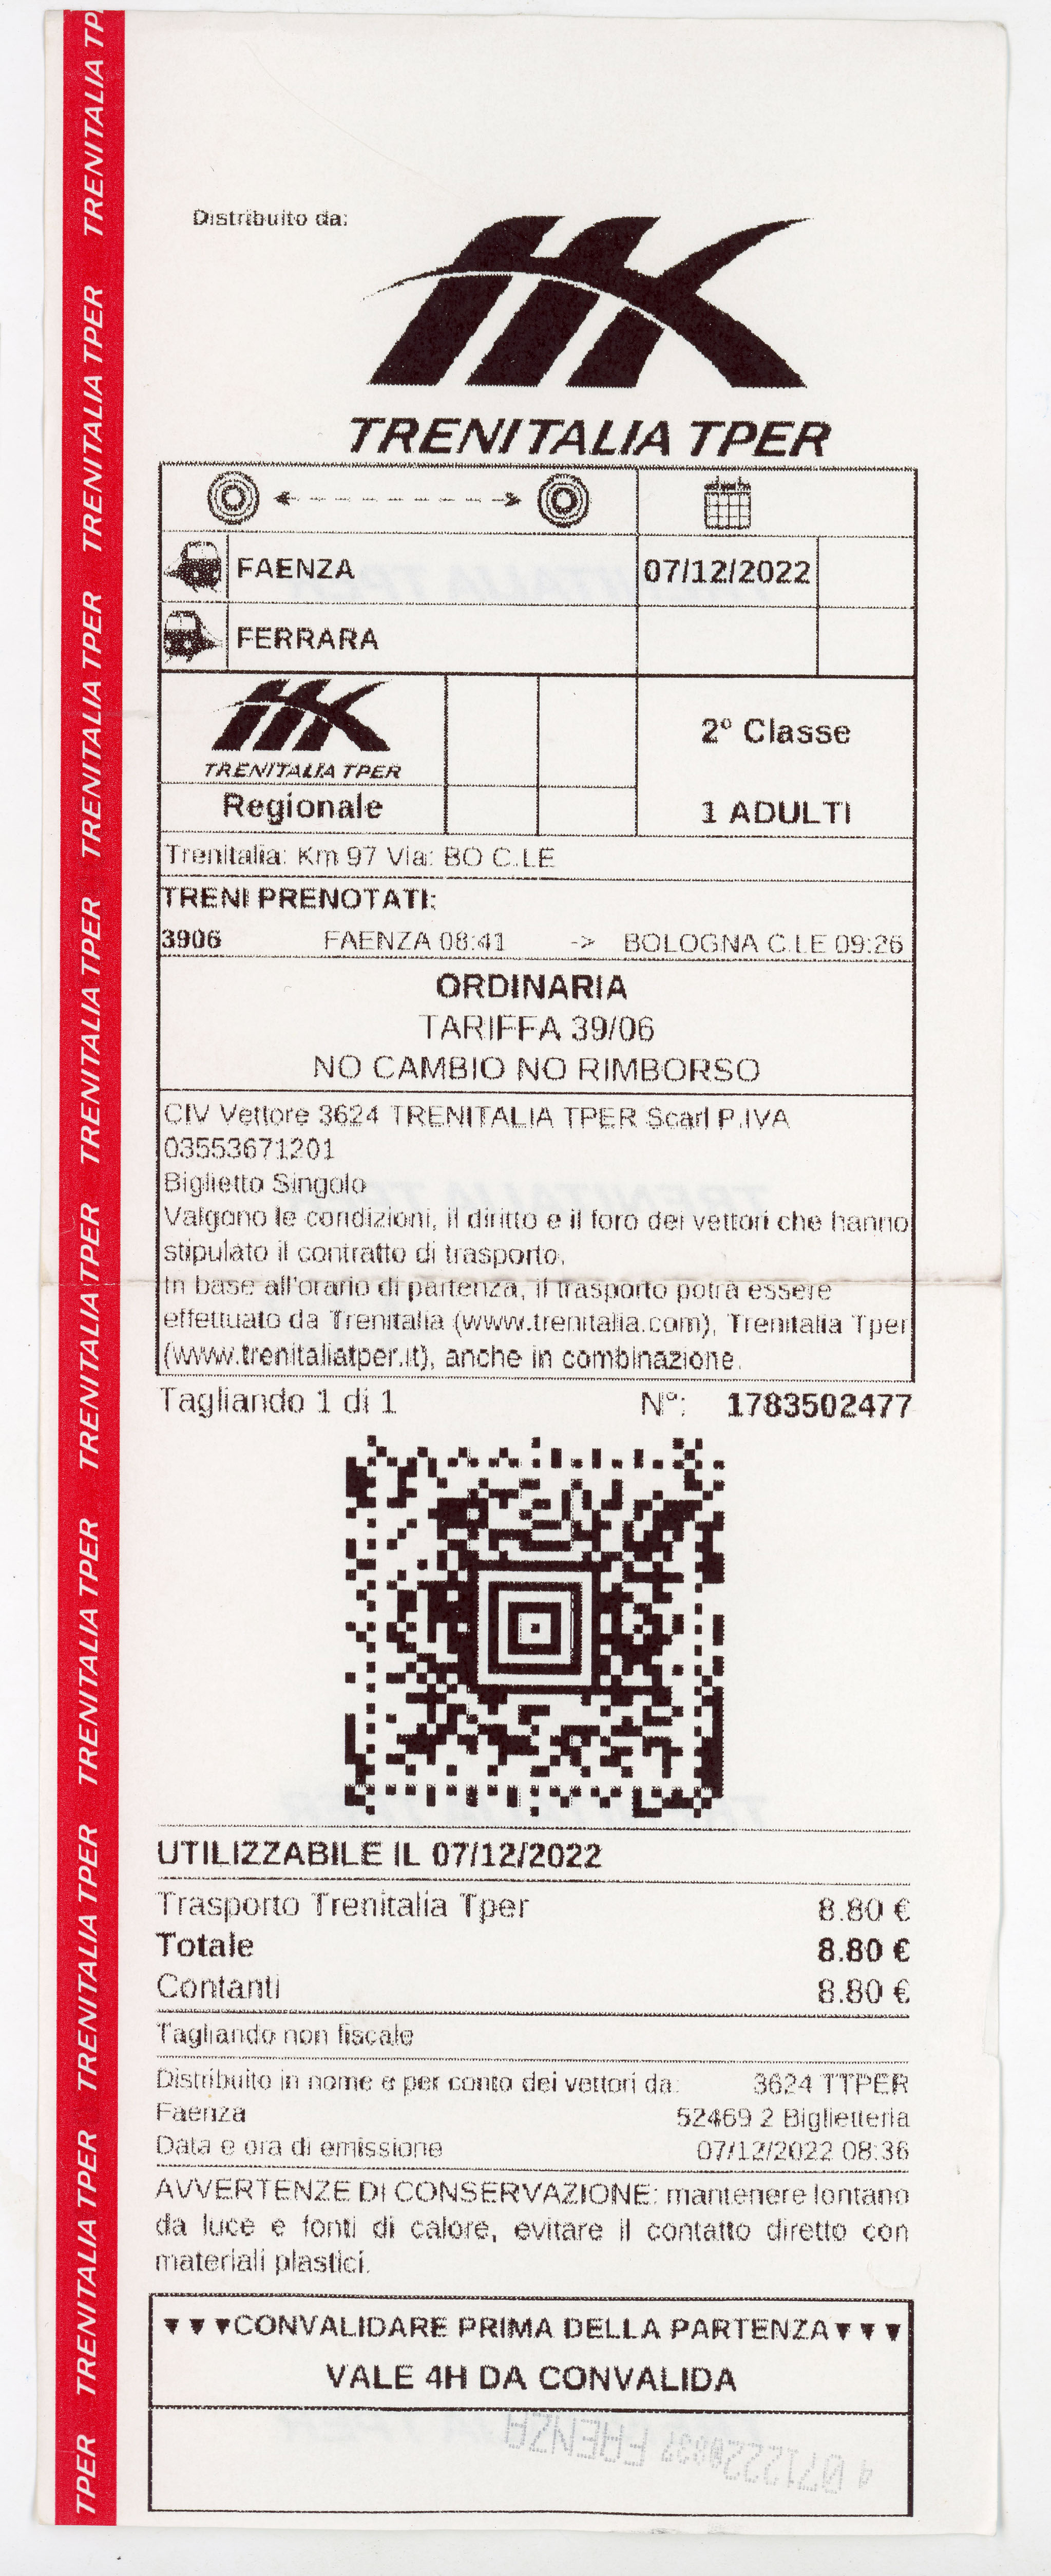 Distribuito da:
TRENITALIA TPER
FAENZA 07/12/2022
FERRARA
TRENITALIA TPER
Regionale
2° Classe
1 ADULTI
Trenitalia: Km 97 Via: BO C.LE
TRENI PRENOTATI:
3906 FAENZA 08:41 -> BOLOGNA C.LE 09:26
ORDINARIA
TARIFFA 39/06
NO CAMBIO NO RIMBORSO
CIV Vettore 3624 TRENITALIA TPER Scarl P.IVA
03553671201
Biglietto Singolo
Valgono le condizioni, il diritto e il foro dei vettori che hanno
stipulato il contratto di trasporto.
In base all'orario di partenza, il trasporto potrà essere
effettuato da Trenitalia (www.trenitalia.com), Trenitalia Tper
(www.trenitaliatper.it), anche in combinazione.
Tagliando 1 di 1 N°: 1783502477
UTILIZZABILE IL 07/12/2022
Trasporto Trenitalia Tper 8.80 €
Totale 8.80 €
Contanti 8.80 €
Tagliando non fiscale
Distribuito in nome e per conto dei vettori da: 3624 TTPER
Faenza 52469 2 Biglietteria
Data e ora di emissione 07/12/2022 08:36
AVVERTENZE DI CONSERVAZIONE: mantenere lontano
da luce e fonti di calore, evitare il contatto diretto con
materiali plastici.
▼▼▼CONVALIDARE PRIMA DELLA PARTENZA▼▼▼
VALE 4H DA CONVALIDA
FAENZA
TRENITALIA TPER TRENITALIA TPER TRENITALIA TPER TRENITALIA TPER TRENITALIA TPER TRENITALIA TPER TRENITALIA TPER TRENITALIA TP